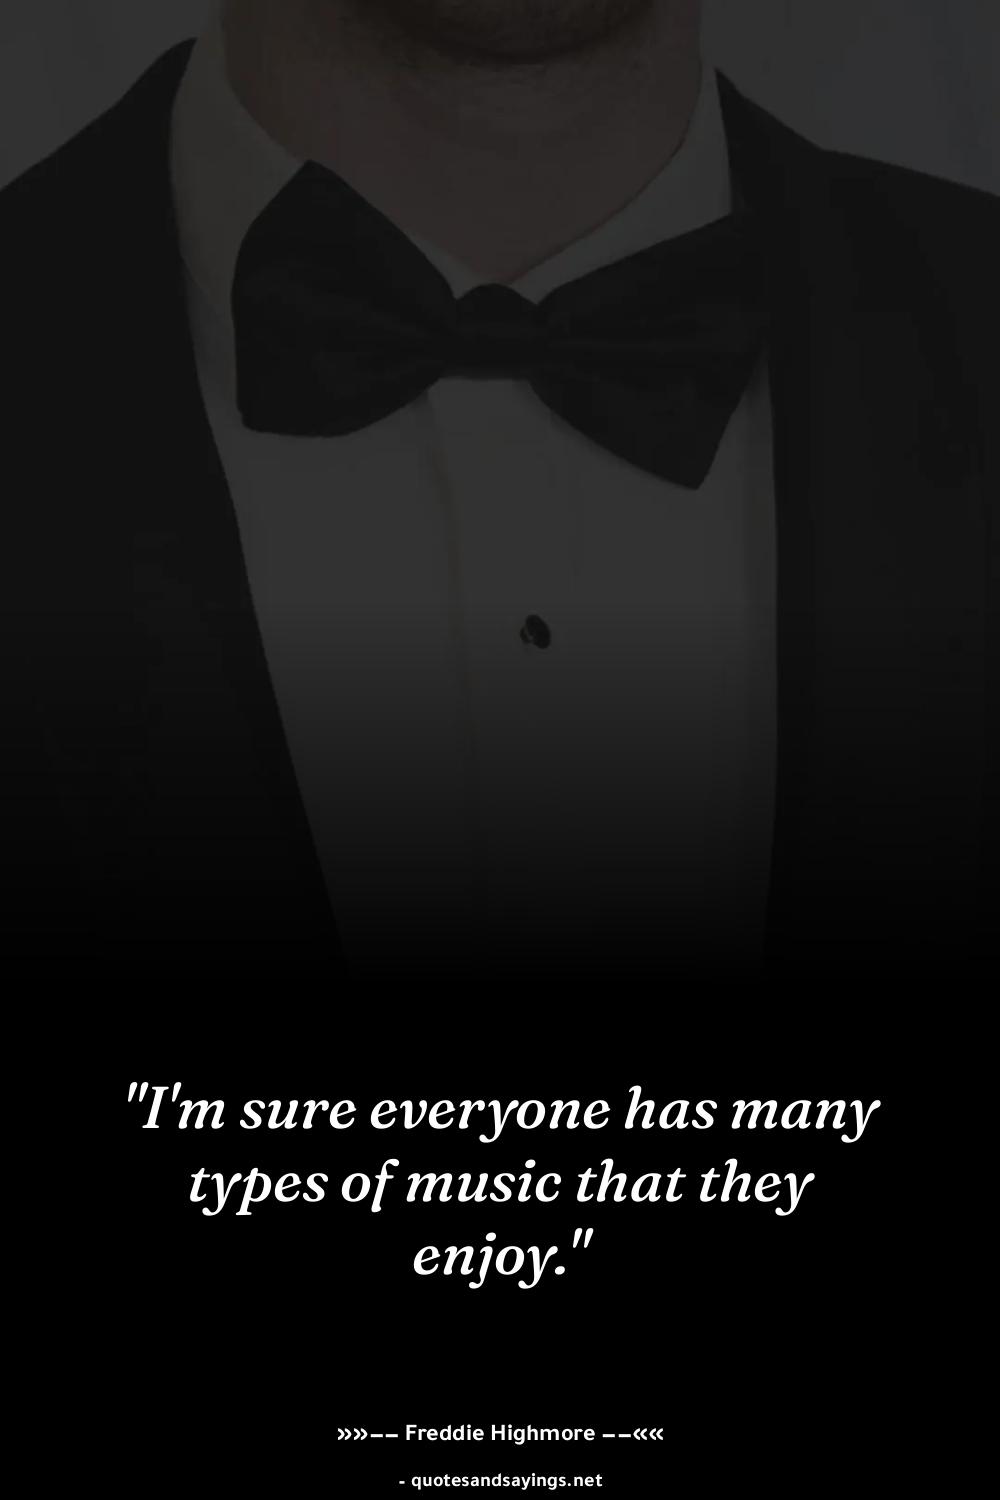 "I'm sure everyone has many
types of music that they
enjoy."
»»−− Freddie Highmore −−««
- quotesandsayings.net